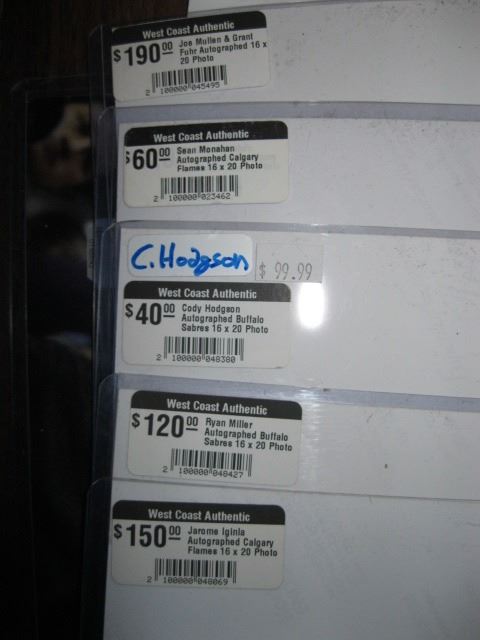 West Coast Authentic
$190.00 Joe Mullen & Grant
Fuhr Autographed 16 x
20 Photo
2 100000 045495
West Coast Authentic
$60.00 Sean Monahan
Autographed Calgary
Flames 16 x 20 Photo
2 100000 023462
C. Hodgson $ 99.99
West Coast Authentic
$40.00 Cody Hodgson
Autographed Buffalo
Sabres 16 x 20 Photo
2 100000 048380
West Coast Authentic
$120.00 Ryan Miller
Autographed Buffalo
Sabres 16 x 20 Photo
2 100000 048427
West Coast Authentic
$150.00 Jarome Iginla
Autographed Calgary
Flames 16 x 20 Photo
2 100000 048069